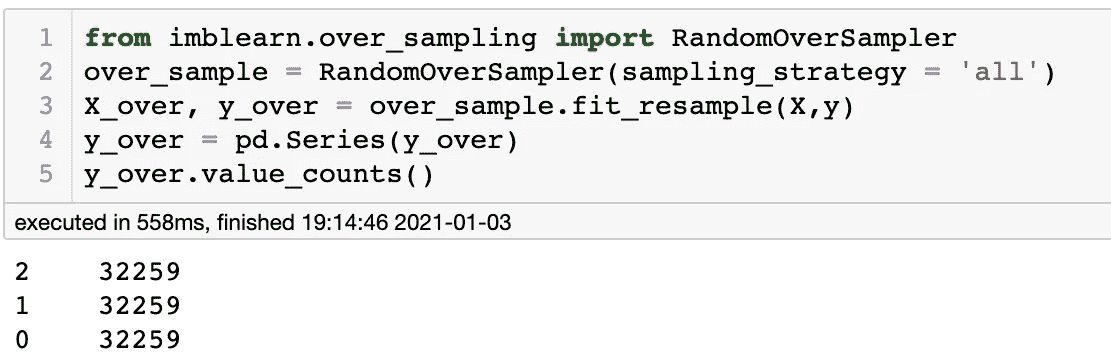 1 from imblearn.over_sampling import RandomOverSampler
2 over_sample = RandomOverSampler(sampling_strategy = 'all')
3 X_over, y_over = over_sample.fit_resample(X,y)
4 y_over = pd.Series(y_over)
5 y_over.value_counts()
executed in 558ms, finished 19:14:46 2021-01-03
2 32259
1 32259
0 32259